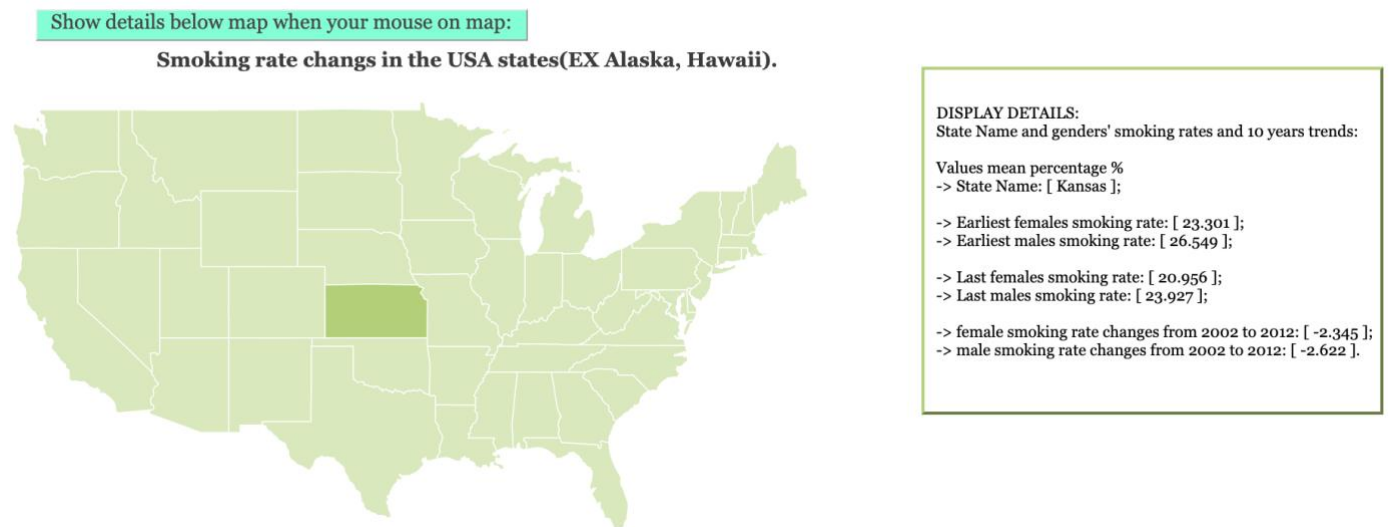 Show details below map when your mouse on map:
Smoking rate changs in the USA states(EX Alaska, Hawaii).
DISPLAY DETAILS:
State Name and genders' smoking rates and 10 years trends:
Values mean percentage %
-> State Name: [ Kansas ];
-> Earliest females smoking rate: [ 23.301 ];
-> Earliest males smoking rate: [ 26.549 ];
-> Last females smoking rate: [ 20.956 ];
-> Last males smoking rate: [ 23.927 ];
-> female smoking rate changes from 2002 to 2012: [ -2.345 ];
-> male smoking rate changes from 2002 to 2012: [ -2.622 ].